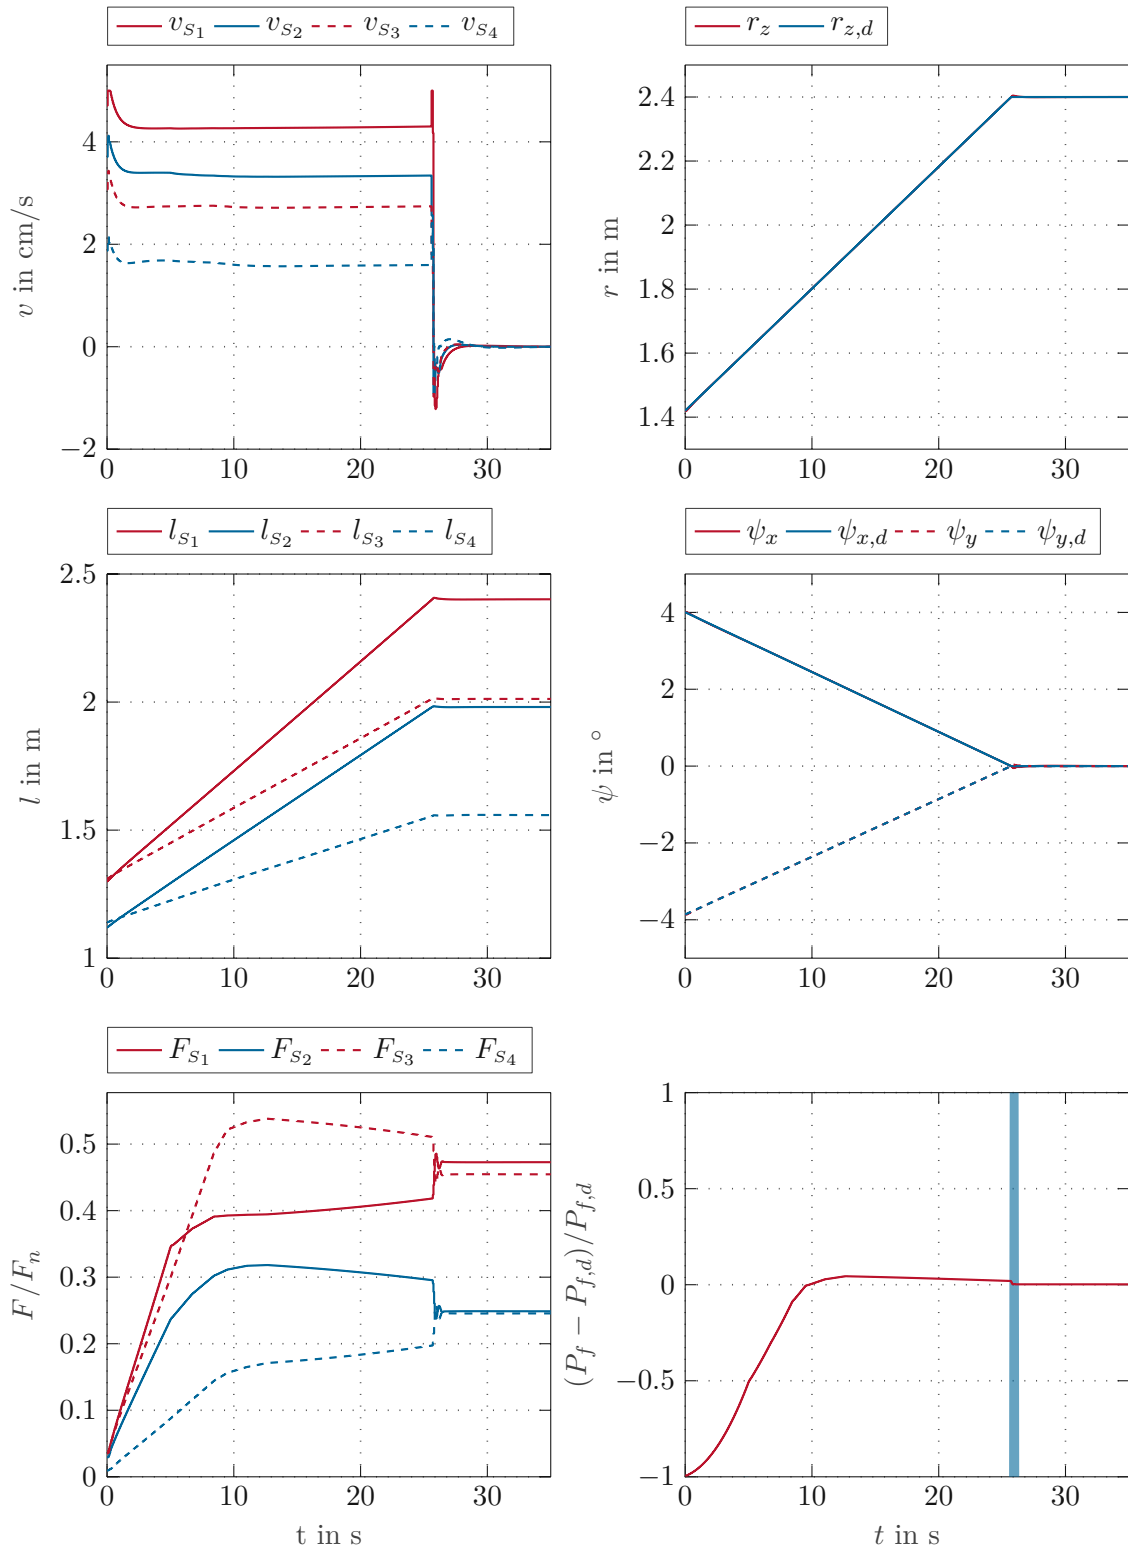 v_{S_1} v_{S_2} v_{S_3} v_{S_4}
4
2
0
−2
v in cm/s
0 10 20 30
r_z r_{z,d}
2.4
2.2
2
1.8
1.6
1.4
r in m
0 10 20 30
l_{S_1} l_{S_2} l_{S_3} l_{S_4}
2.5
2
1.5
1
l in m
0 10 20 30
ψ_x ψ_{x,d} ψ_y ψ_{y,d}
4
2
0
−2
−4
ψ in °
0 10 20 30
F_{S_1} F_{S_2} F_{S_3} F_{S_4}
0.5
0.4
0.3
0.2
0.1
0
F/F_n
0 10 20 30
t in s
1
0.5
0
−0.5
−1
(P_f − P_{f,d})/P_{f,d}
0 10 20 30
t in s